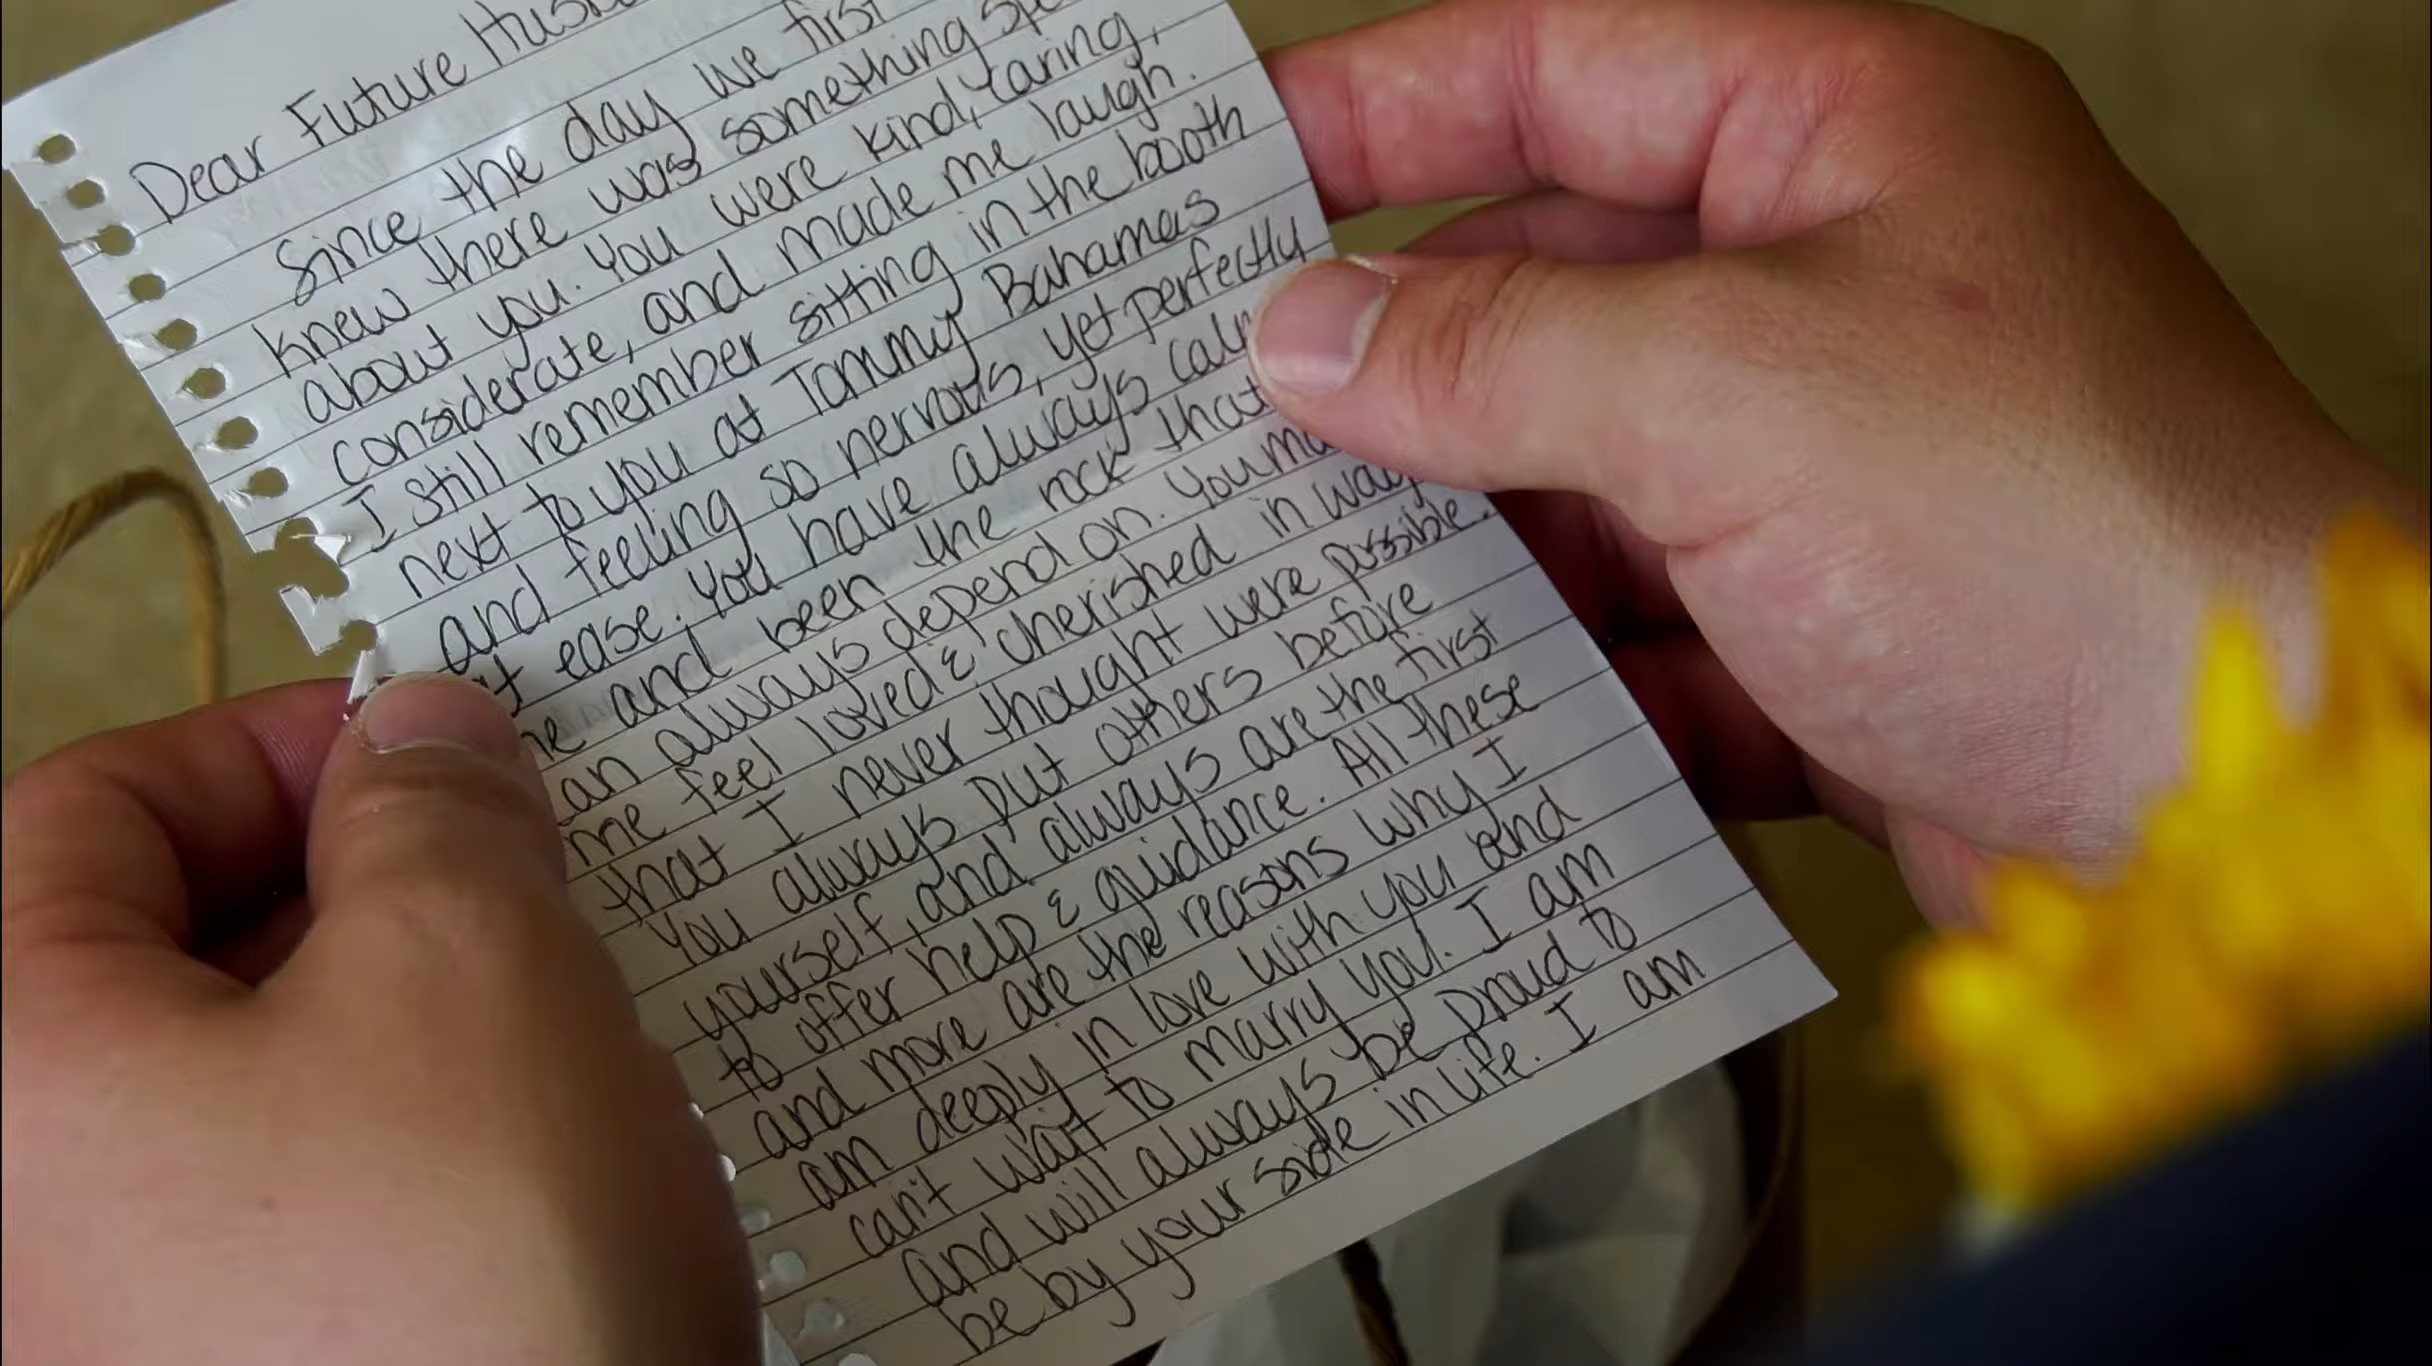 Dear Future
Since the day we first
knew there was something
about you. You were kind, caring,
considerate, and made me laugh.
I still remember sitting in the booth
next to you at Tommy Bahamas
and feeling so nervous, yet perfectly
ease. You have always
and been the rock that
always depend on. You
me feel loved & cherished in
that I never thought were possible.
You always put others before
yourself, and always are the first
to offer help & guidance. All these
and more are the reasons why I
am deeply in love with you and
can't wait to marry you. I am
and will always be proud to
be by your side in life. I am